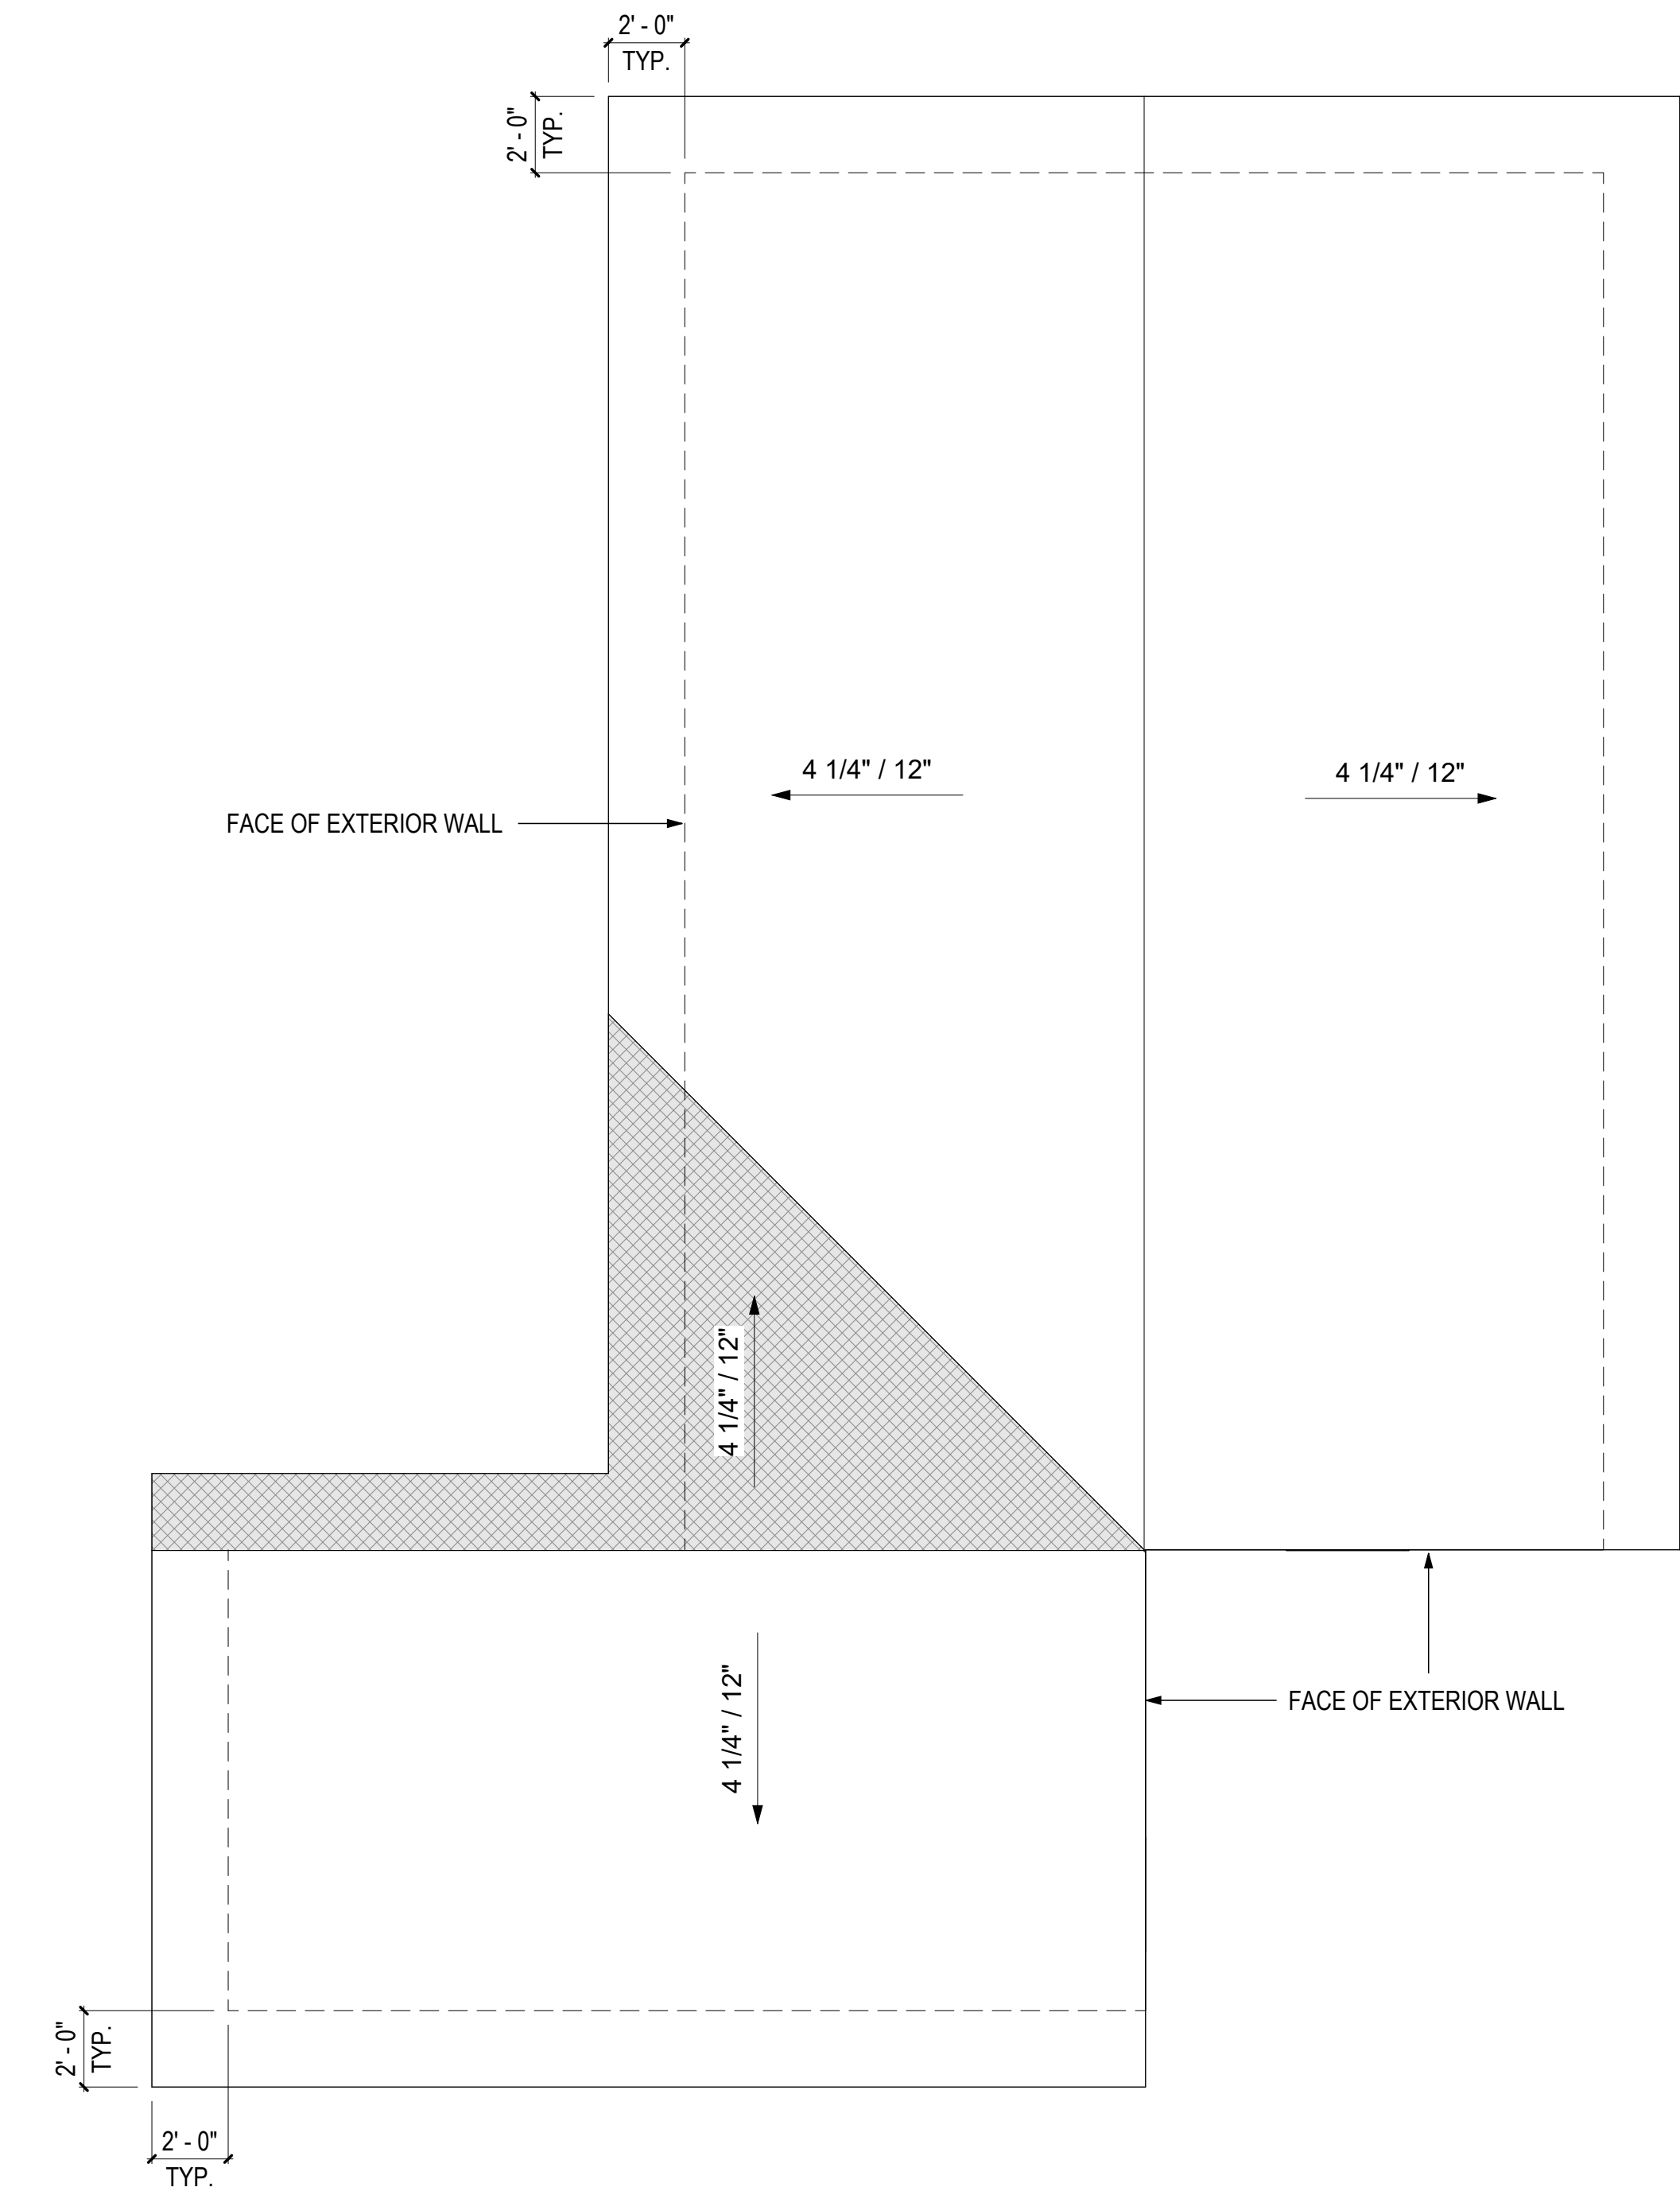 2' - 0"
TYP.
2' - 0"
TYP.
4 1/4" / 12"
4 1/4" / 12"
FACE OF EXTERIOR WALL
4 1/4" / 12"
4 1/4" / 12"
FACE OF EXTERIOR WALL
2' - 0"
TYP.
2' - 0"
TYP.